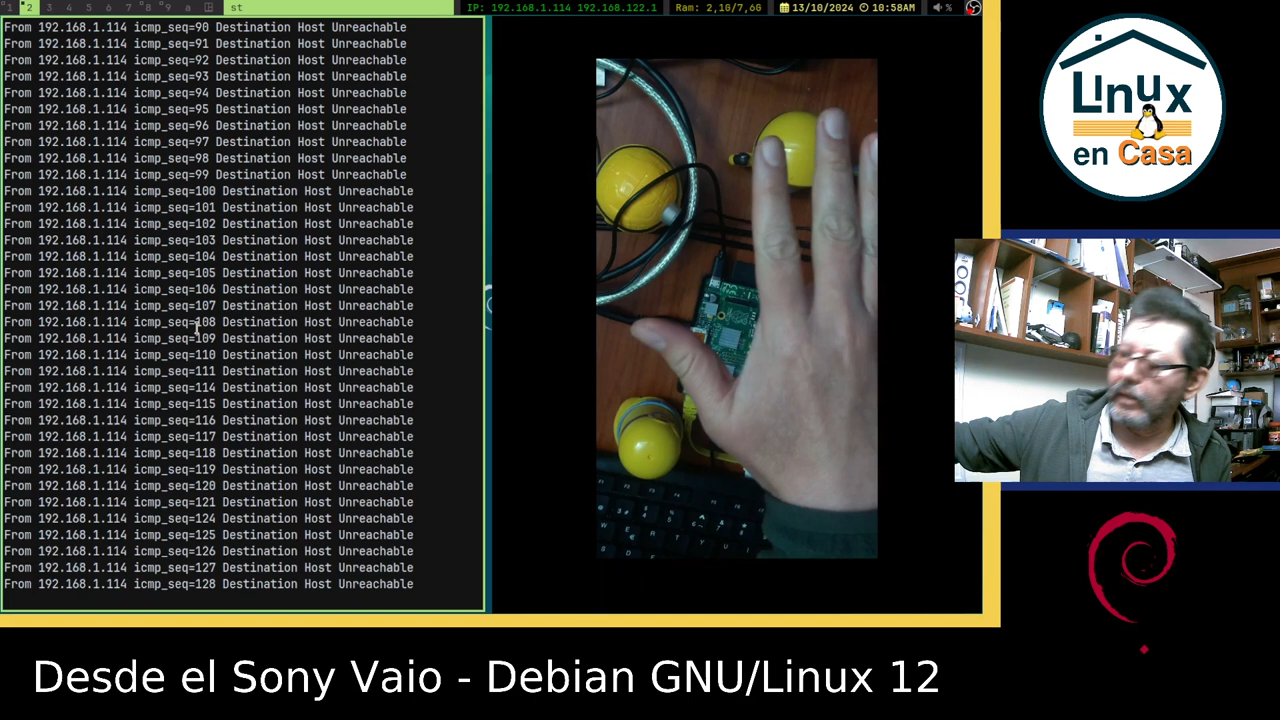 1 2 3 4 5 6 7 8 9 a st IP: 192.168.1.114 192.168.122.1 Ram: 2,10/7,6G 13/10/2024 10:58AM %
From 192.168.1.114 icmp_seq=90 Destination Host Unreachable
From 192.168.1.114 icmp_seq=91 Destination Host Unreachable
From 192.168.1.114 icmp_seq=92 Destination Host Unreachable
From 192.168.1.114 icmp_seq=93 Destination Host Unreachable
From 192.168.1.114 icmp_seq=94 Destination Host Unreachable
From 192.168.1.114 icmp_seq=95 Destination Host Unreachable
From 192.168.1.114 icmp_seq=96 Destination Host Unreachable
From 192.168.1.114 icmp_seq=97 Destination Host Unreachable
From 192.168.1.114 icmp_seq=98 Destination Host Unreachable
From 192.168.1.114 icmp_seq=99 Destination Host Unreachable
From 192.168.1.114 icmp_seq=100 Destination Host Unreachable
From 192.168.1.114 icmp_seq=101 Destination Host Unreachable
From 192.168.1.114 icmp_seq=102 Destination Host Unreachable
From 192.168.1.114 icmp_seq=103 Destination Host Unreachable
From 192.168.1.114 icmp_seq=104 Destination Host Unreachable
From 192.168.1.114 icmp_seq=105 Destination Host Unreachable
From 192.168.1.114 icmp_seq=106 Destination Host Unreachable
From 192.168.1.114 icmp_seq=107 Destination Host Unreachable
From 192.168.1.114 icmp_seq=108 Destination Host Unreachable
From 192.168.1.114 icmp_seq=109 Destination Host Unreachable
From 192.168.1.114 icmp_seq=110 Destination Host Unreachable
From 192.168.1.114 icmp_seq=111 Destination Host Unreachable
From 192.168.1.114 icmp_seq=114 Destination Host Unreachable
From 192.168.1.114 icmp_seq=115 Destination Host Unreachable
From 192.168.1.114 icmp_seq=116 Destination Host Unreachable
From 192.168.1.114 icmp_seq=117 Destination Host Unreachable
From 192.168.1.114 icmp_seq=118 Destination Host Unreachable
From 192.168.1.114 icmp_seq=119 Destination Host Unreachable
From 192.168.1.114 icmp_seq=120 Destination Host Unreachable
From 192.168.1.114 icmp_seq=121 Destination Host Unreachable
From 192.168.1.114 icmp_seq=124 Destination Host Unreachable
From 192.168.1.114 icmp_seq=125 Destination Host Unreachable
From 192.168.1.114 icmp_seq=126 Destination Host Unreachable
From 192.168.1.114 icmp_seq=127 Destination Host Unreachable
From 192.168.1.114 icmp_seq=128 Destination Host Unreachable
Linux
en Casa
Desde el Sony Vaio - Debian GNU/Linux 12